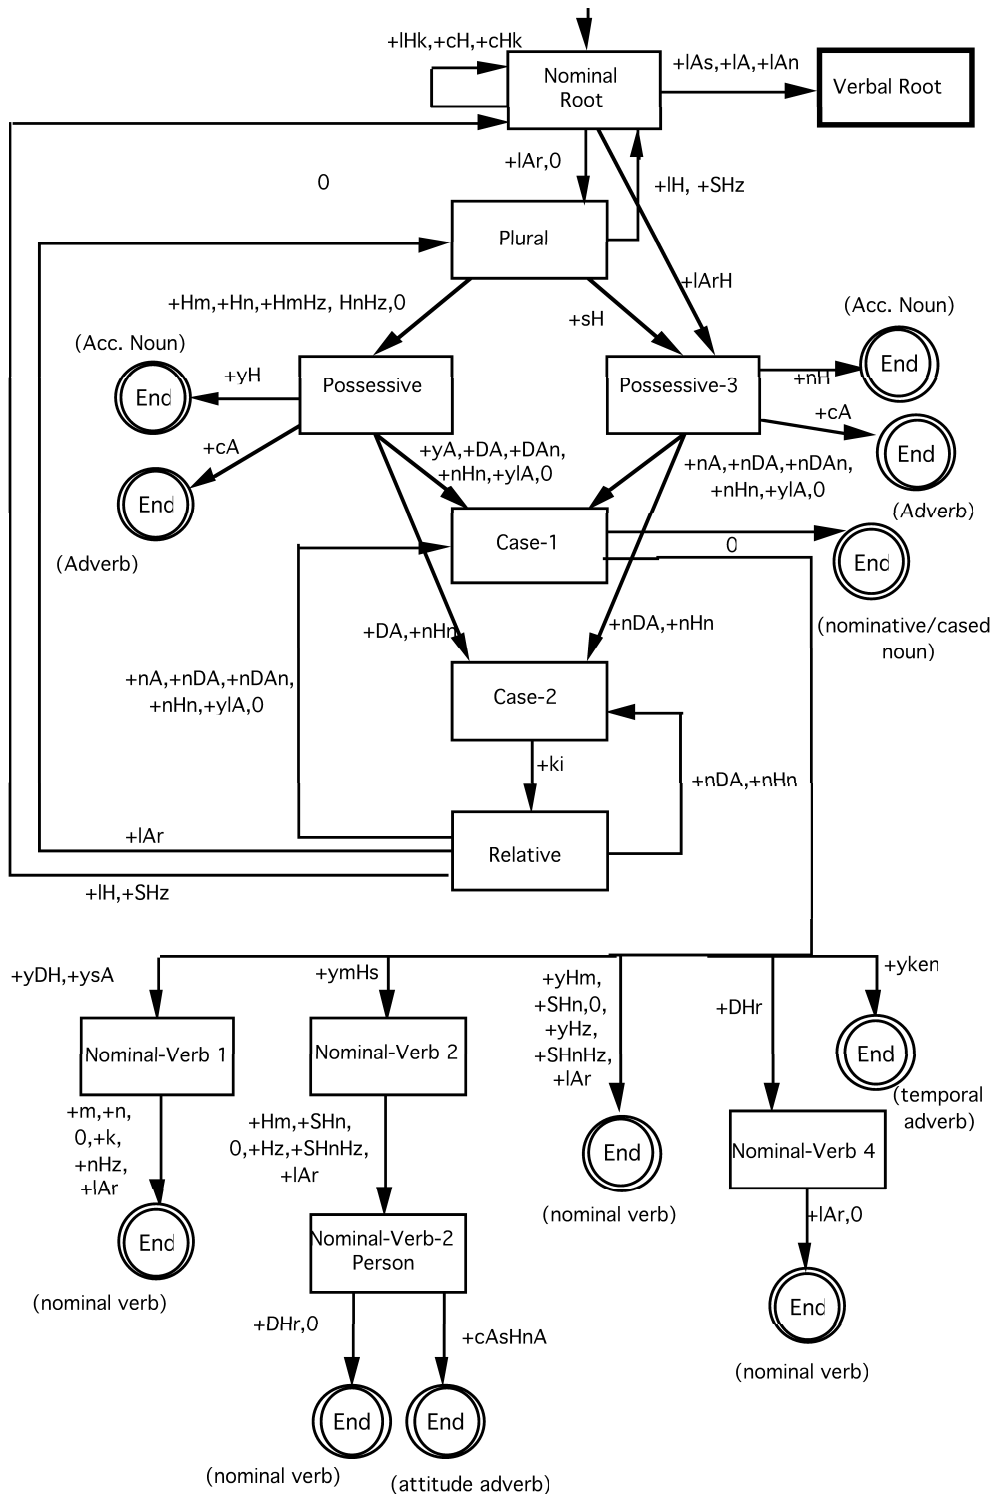 +lHk,+cH,+cHk
Nominal
Root
+lAs,+lA,+lAn
Verbal Root
+lAr,0
0
+lH, +SHz
Plural
+lArH
+Hm,+Hn,+HmHz, HnHz,0
+sH
(Acc. Noun)
(Acc. Noun)
End
+yH
Possessive
Possessive-3
+nH
End
+cA
+cA
+yA,+DA,+DAn,
+nHn,+ylA,0
+nA,+nDA,+nDAn,
+nHn,+ylA,0
End
End
(Adverb)
(Adverb)
Case-1
0
End
(nominative/cased
noun)
+DA,+nHn
+nDA,+nHn
+nA,+nDA,+nDAn,
+nHn,+ylA,0
Case-2
+ki
+nDA,+nHn
+lAr
Relative
+lH,+SHz
+yDH,+ysA
+ymHs
+yHm,
+SHn,0,
+yHz,
+SHnHz,
+lAr
+DHr
+yken
Nominal-Verb 1
Nominal-Verb 2
End
(temporal
adverb)
+m,+n,
0,+k,
+nHz,
+lAr
+Hm,+SHn,
0,+Hz,+SHnHz,
+lAr
End
Nominal-Verb 4
(nominal verb)
+lAr,0
End
(nominal verb)
Nominal-Verb-2
Person
End
(nominal verb)
+DHr,0
+cAsHnA
End
End
(nominal verb)
(attitude adverb)